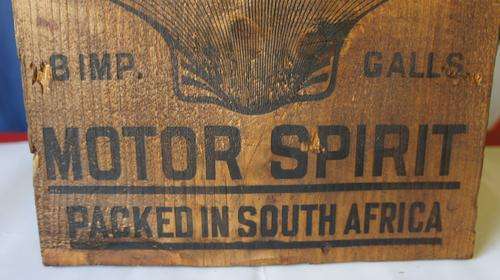 8 IMP. GALLS.
MOTOR SPIRIT
PACKED IN SOUTH AFRICA